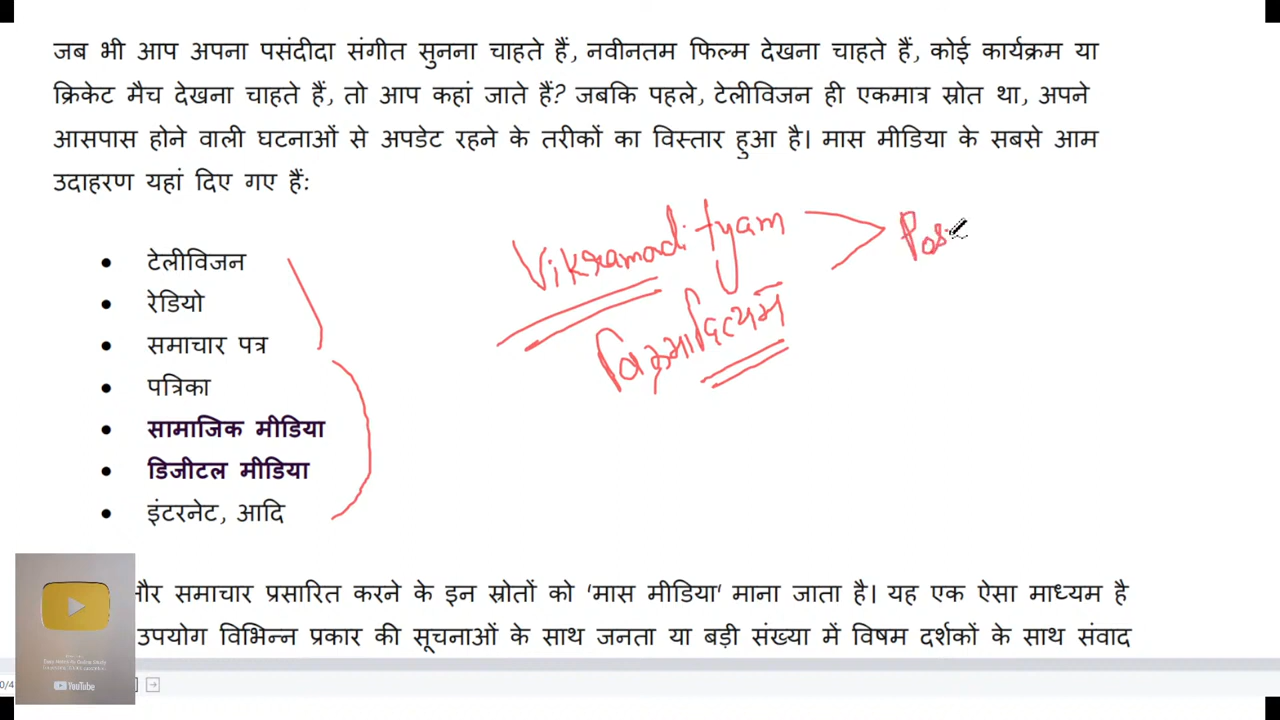 जब भी आप अपना पसंदीदा संगीत सुनना चाहते हैं, नवीनतम फिल्म देखना चाहते हैं, कोई कार्यक्रम या
क्रिकेट मैच देखना चाहते हैं, तो आप कहां जाते हैं? जबकि पहले, टेलीविजन ही एकमात्र स्रोत था, अपने
आसपास होने वाली घटनाओं से अपडेट रहने के तरीकों का विस्तार हुआ है। मास मीडिया के सबसे आम
उदाहरण यहां दिए गए हैं:
Vikramadityam
विक्रमादित्यम
Pos
• टेलीविजन
• रेडियो
• समाचार पत्र
• पत्रिका
• सामाजिक मीडिया
• डिजीटल मीडिया
• इंटरनेट, आदि
और समाचार प्रसारित करने के इन स्रोतों को 'मास मीडिया' माना जाता है। यह एक ऐसा माध्यम है
उपयोग विभिन्न प्रकार की सूचनाओं के साथ जनता या बड़ी संख्या में विषम दर्शकों के साथ संवाद
YouTube